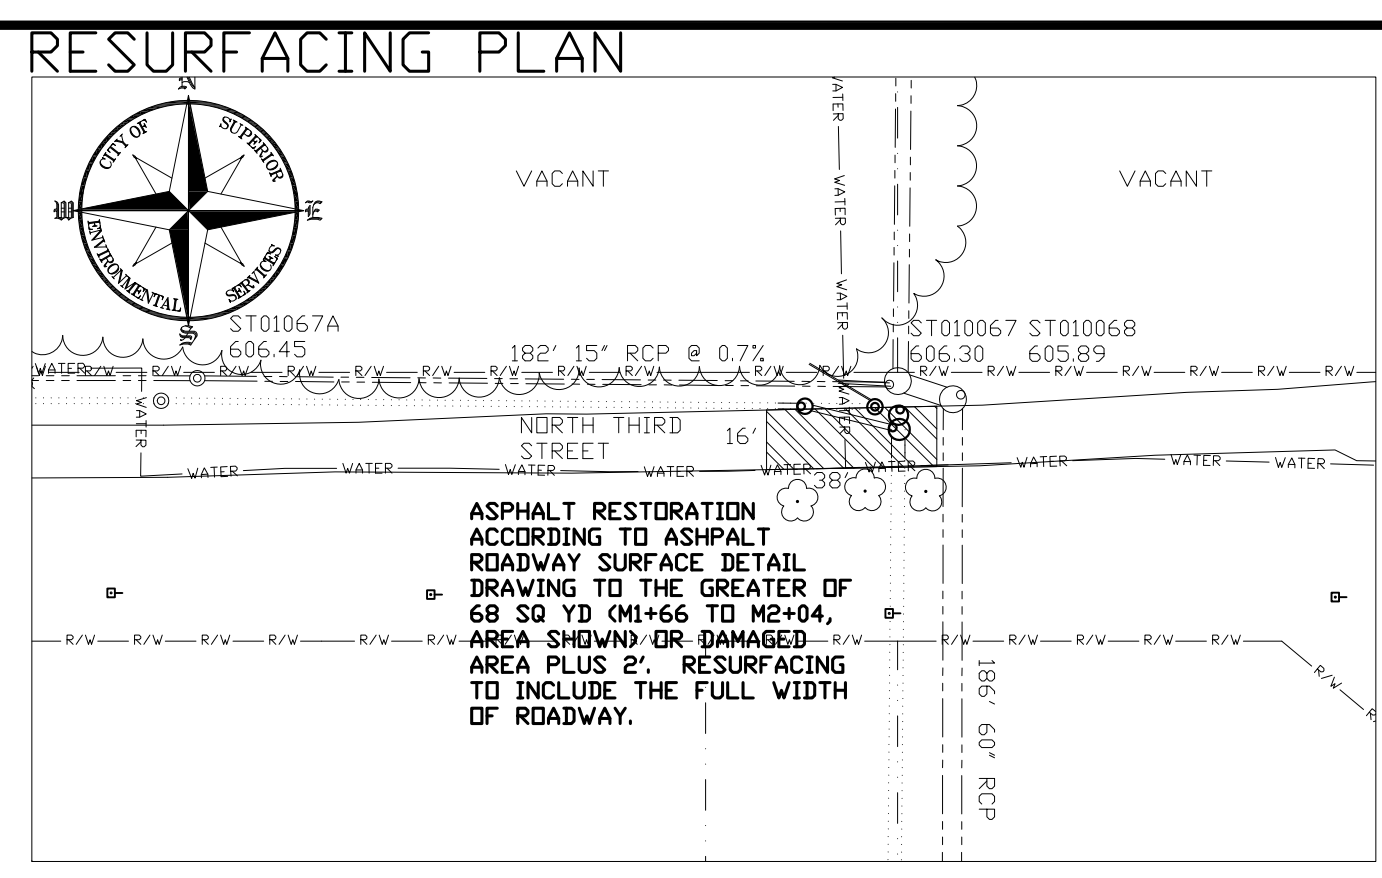 RESURFACING PLAN
N
CITY OF SUPERIOR
W
E
ENVIRONMENTAL SERVICES
S
VACANT
VACANT
WATER
WATER
WATER
ST01067A
606.45
182' 15" RCP @ 0.7%
ST010067 ST010068
606.30 605.89
WATER
R/W R/W R/W R/W R/W R/W R/W R/W R/W R/W R/W R/W R/W R/W R/W R/W R/W R/W R/W
WATER
WATER
NORTH THIRD
STREET
16'
WATER WATER WATER WATER WATER WATER WATER WATER WATER
38'
ASPHALT RESTORATION
ACCORDING TO ASHPALT
ROADWAY SURFACE DETAIL
DRAWING TO THE GREATER OF
68 SQ YD (M1+66 TO M2+04,
AREA SHOWN) OR DAMAGED
AREA PLUS 2'. RESURFACING
TO INCLUDE THE FULL WIDTH
OF ROADWAY.
R/W R/W R/W R/W R/W R/W R/W R/W R/W R/W R/W R/W R/W R/W R/W R/W R/W R/W
R/W
186' 60" RCP